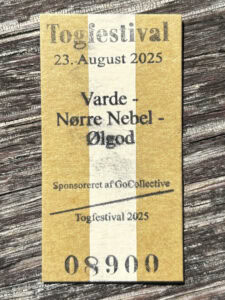 Togfestival
23. August 2025
Varde -
Nørre Nebel -
Ølgod
Sponsoreret af GoCollective
Togfestival 2025
08900